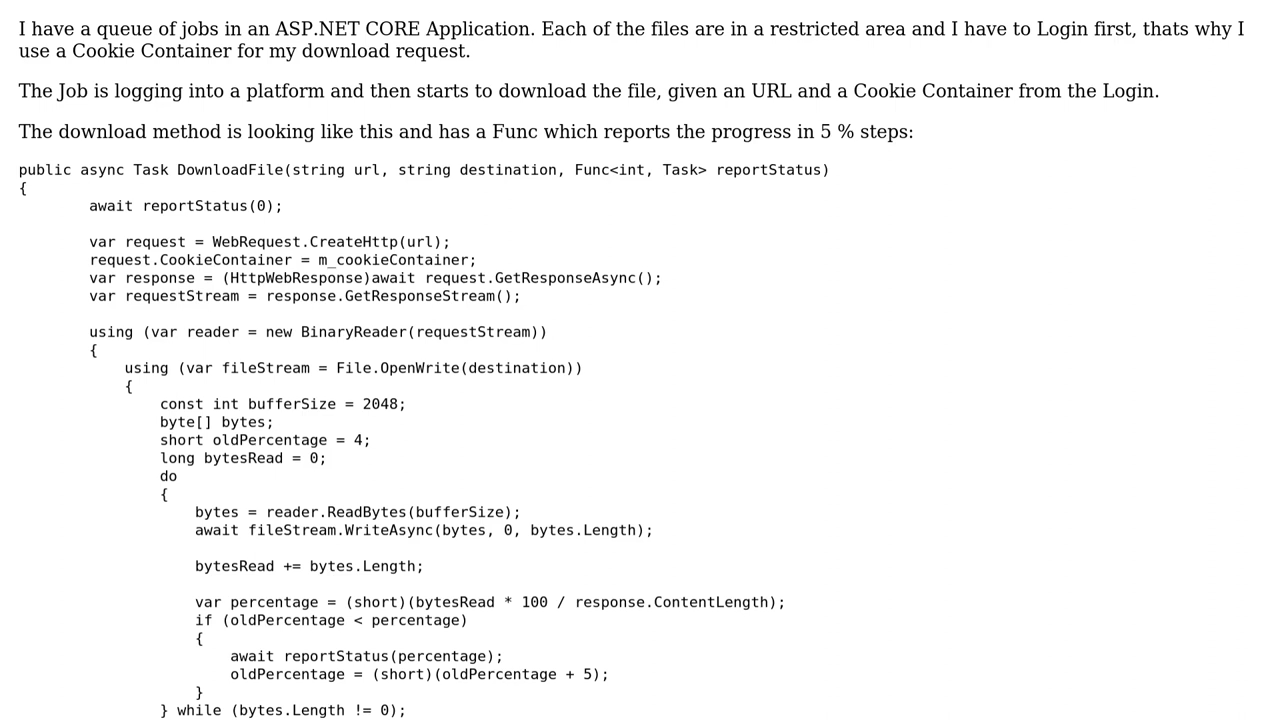 I have a queue of jobs in an ASP.NET CORE Application. Each of the files are in a restricted area and I have to Login first, thats why I
use a Cookie Container for my download request.
The Job is logging into a platform and then starts to download the file, given an URL and a Cookie Container from the Login.
The download method is looking like this and has a Func which reports the progress in 5 % steps:
public async Task DownloadFile(string url, string destination, Func<int, Task> reportStatus)
{
        await reportStatus(0);
        var request = WebRequest.CreateHttp(url);
        request.CookieContainer = m_cookieContainer;
        var response = (HttpWebResponse)await request.GetResponseAsync();
        var requestStream = response.GetResponseStream();
        using (var reader = new BinaryReader(requestStream))
        {
            using (var fileStream = File.OpenWrite(destination))
            {
                const int bufferSize = 2048;
                byte[] bytes;
                short oldPercentage = 4;
                long bytesRead = 0;
                do
                {
                    bytes = reader.ReadBytes(bufferSize);
                    await fileStream.WriteAsync(bytes, 0, bytes.Length);
                    bytesRead += bytes.Length;
                    var percentage = (short)(bytesRead * 100 / response.ContentLength);
                    if (oldPercentage < percentage)
                    {
                        await reportStatus(percentage);
                        oldPercentage = (short)(oldPercentage + 5);
                    }
                } while (bytes.Length != 0);